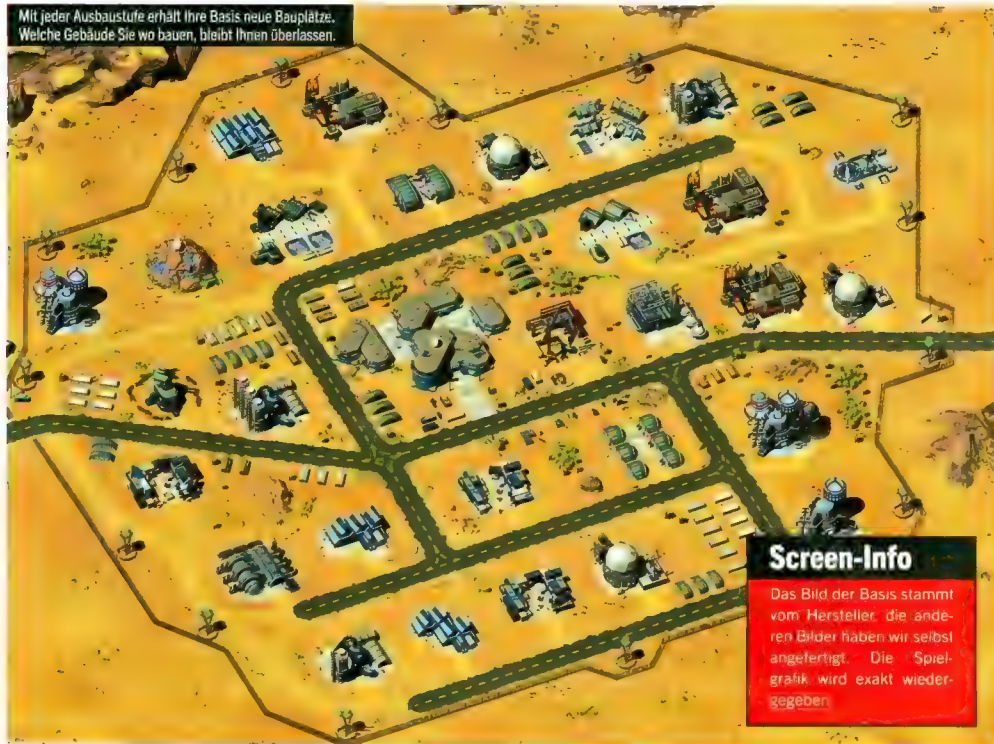 Mit jeder Ausbaustufe erhält Ihre Basis neue Bauplätze.
Welche Gebäude Sie wo bauen, bleibt Ihnen überlassen.
Screen-Info
Das Bild der Basis stammt
vom Hersteller, die ande-
ren Bilder haben wir selbst
angefertigt. Die Spiel-
grafik wird exakt wieder-
gegeben